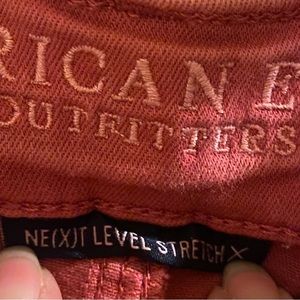 RICAN E
OUTFITTERS
NE(X)T LEVEL STRETCH X